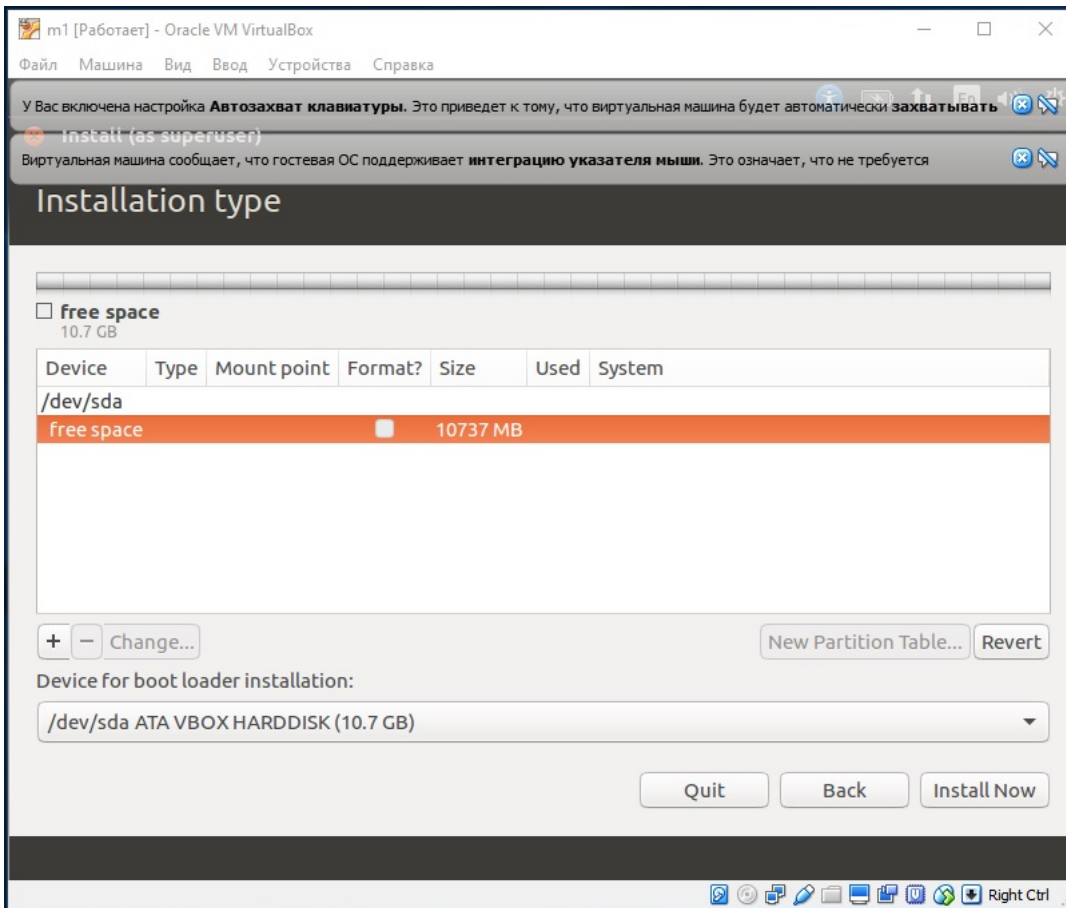 m1 [Работает] - Oracle VM VirtualBox
Файл Машина Вид Ввод Устройства Справка
У Вас включена настройка Автозахват клавиатуры. Это приведет к тому, что виртуальная машина будет автоматически захватывать
Install (as superuser)
En
Виртуальная машина сообщает, что гостевая ОС поддерживает интеграцию указателя мыши. Это означает, что не требуется
Installation type
free space
10.7 GB
Device Type Mount point Format? Size Used System
/dev/sda
free space 10737 MB
+ − Change... New Partition Table... Revert
Device for boot loader installation:
/dev/sda ATA VBOX HARDDISK (10.7 GB)
Quit Back Install Now
Right Ctrl